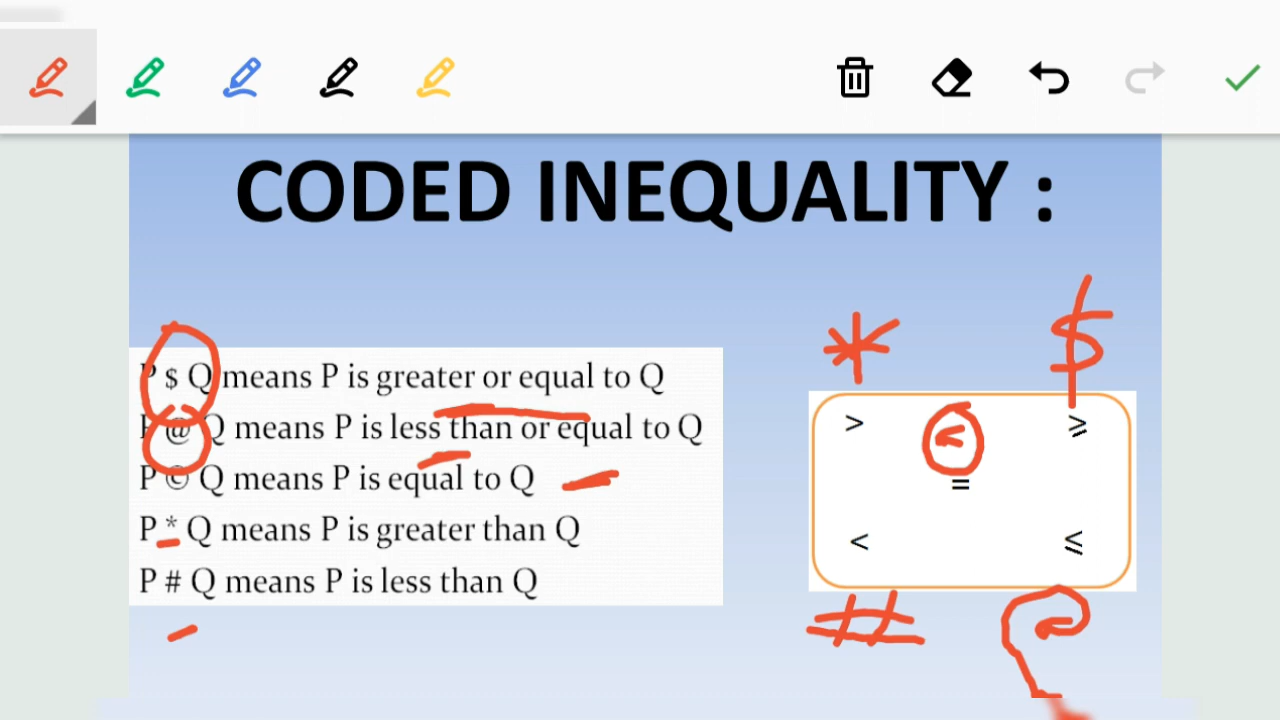 CODED INEQUALITY :
* $
P $ Q means P is greater or equal to Q
P @ Q means P is less than or equal to Q
P © Q means P is equal to Q
P * Q means P is greater than Q
P # Q means P is less than Q
> © ≥
=
< ≤
# @